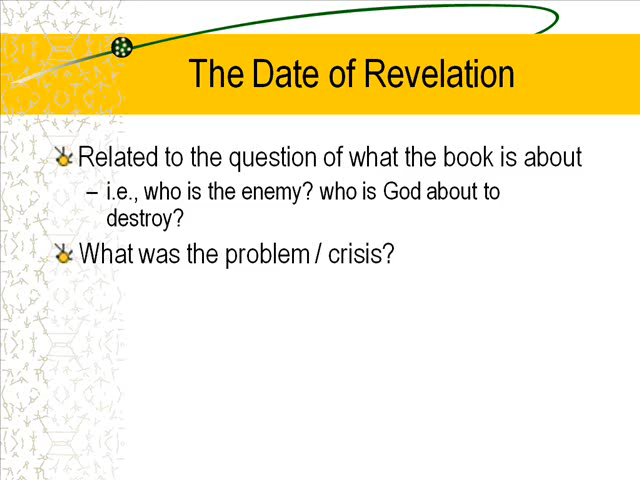 The Date of Revelation
Related to the question of what the book is about
– i.e., who is the enemy? who is God about to
destroy?
What was the problem / crisis?